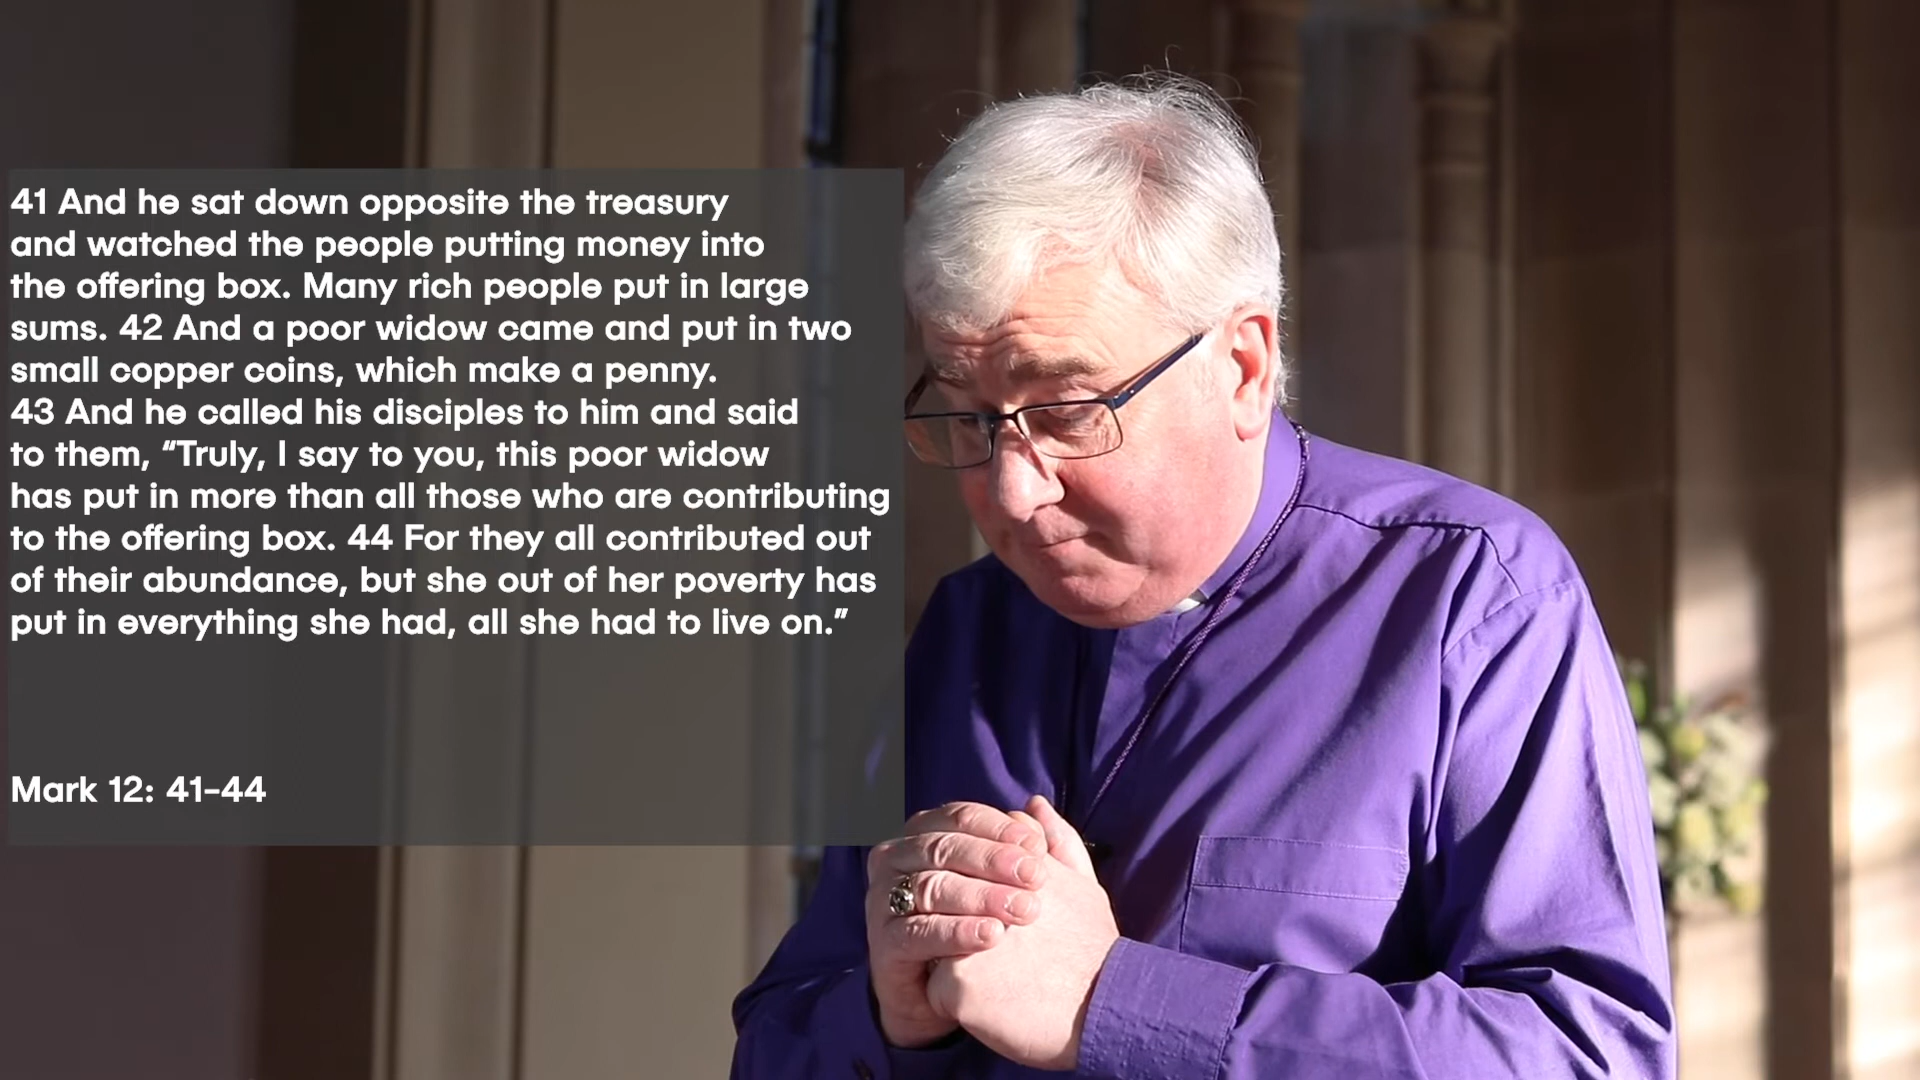 41 And he sat down opposite the treasury
and watched the people putting money into
the offering box. Many rich people put in large
sums. 42 And a poor widow came and put in two
small copper coins, which make a penny.
43 And he called his disciples to him and said
to them, “Truly, I say to you, this poor widow
has put in more than all those who are contributing
to the offering box. 44 For they all contributed out
of their abundance, but she out of her poverty has
put in everything she had, all she had to live on.”
Mark 12: 41-44